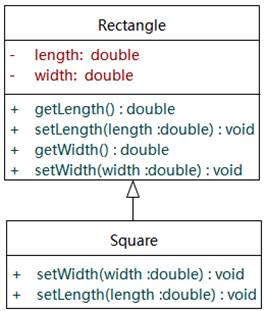 Rectangle
- length: double
- width: double
+ getLength() : double
+ setLength(length :double) : void
+ getWidth() : double
+ setWidth(width :double) : void
Square
+ setWidth(width :double) : void
+ setLength(length :double) : void